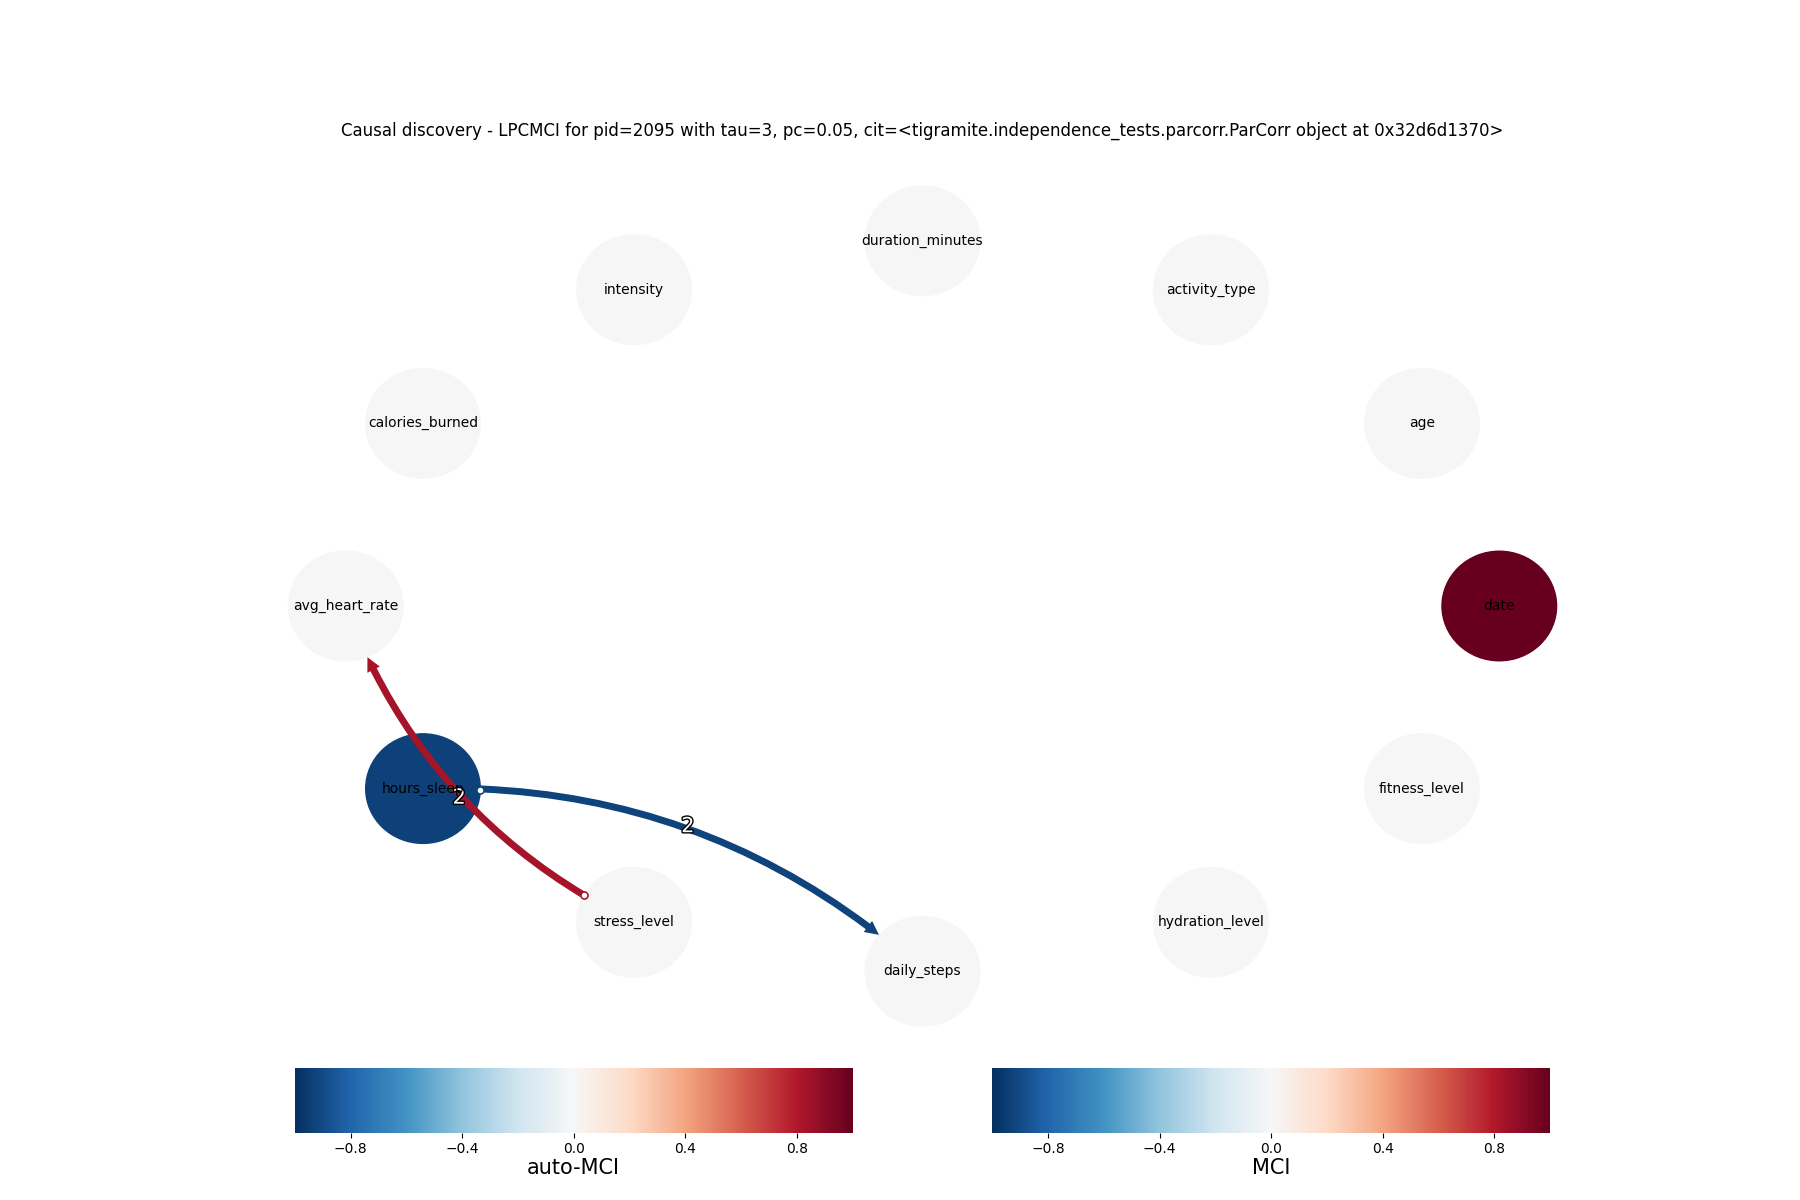 Causal discovery - LPCMCI for pid=2095 with tau=3, pc=0.05, cit=<tigramite.independence_tests.parcorr.ParCorr object at 0x32d6d1370>
duration_minutes
intensity
activity_type
calories_burned
age
avg_heart_rate
date
hours_sleep
2
2
fitness_level
stress_level
hydration_level
daily_steps
−0.8 −0.4 0.0 0.4 0.8
auto-MCI
−0.8 −0.4 0.0 0.4 0.8
MCI